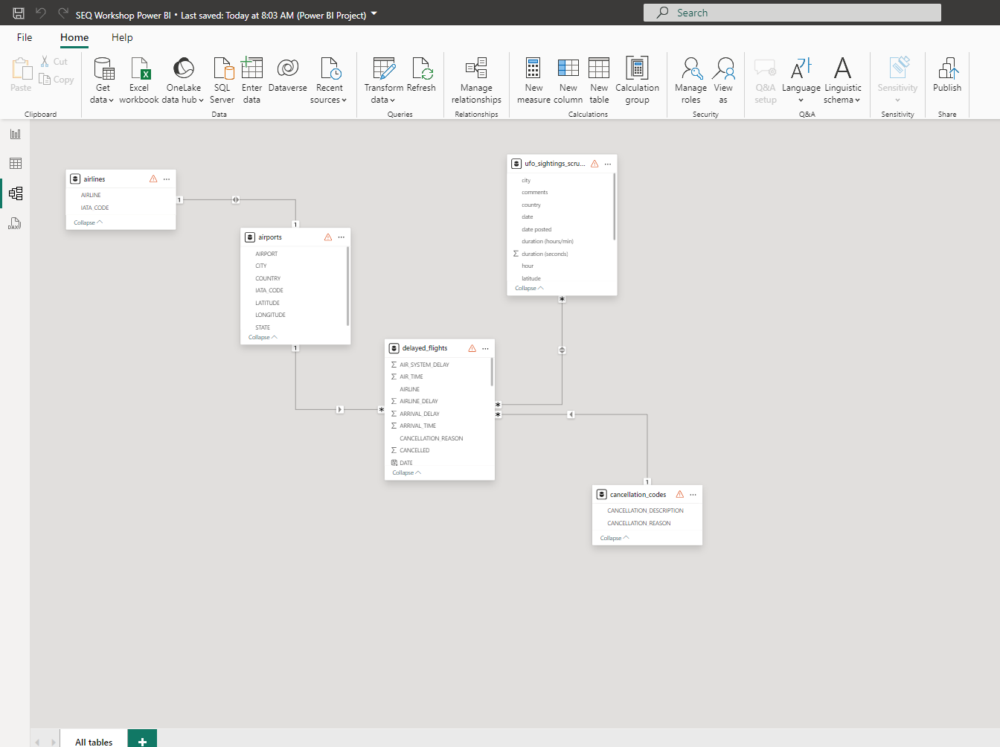 SEQ Workshop Power BI • Last saved: Today at 8:03 AM (Power BI Project)
Search
File Home Help
Paste
Cut
Copy
Clipboard
Get data
Excel workbook
OneLake data hub
SQL Server
Enter data
Dataverse
Recent sources
Data
Transform data
Refresh
Queries
Manage relationships
Relationships
New measure
New column
New table
Calculation group
Calculations
Manage roles
View as
Security
Q&A setup
Language
Linguistic schema
Q&A
Sensitivity
Sensitivity
Publish
Share
DAX
airlines ...
AIRLINE
IATA_CODE
Collapse
1
1
airports ...
AIRPORT
CITY
COUNTRY
IATA_CODE
LATITUDE
LONGITUDE
STATE
Collapse
1
*
ufo_sightings_scru... ...
city
comments
country
date
date posted
duration (hours/min)
Σ duration (seconds)
hour
latitude
Collapse
*
*
*
delayed_flights ...
Σ AIR_SYSTEM_DELAY
Σ AIR_TIME
AIRLINE
Σ AIRLINE_DELAY
Σ ARRIVAL_DELAY
Σ ARRIVAL_TIME
CANCELLATION_REASON
Σ CANCELLED
DATE
Collapse
1
cancellation_codes ...
CANCELLATION_DESCRIPTION
CANCELLATION_REASON
Collapse
All tables +